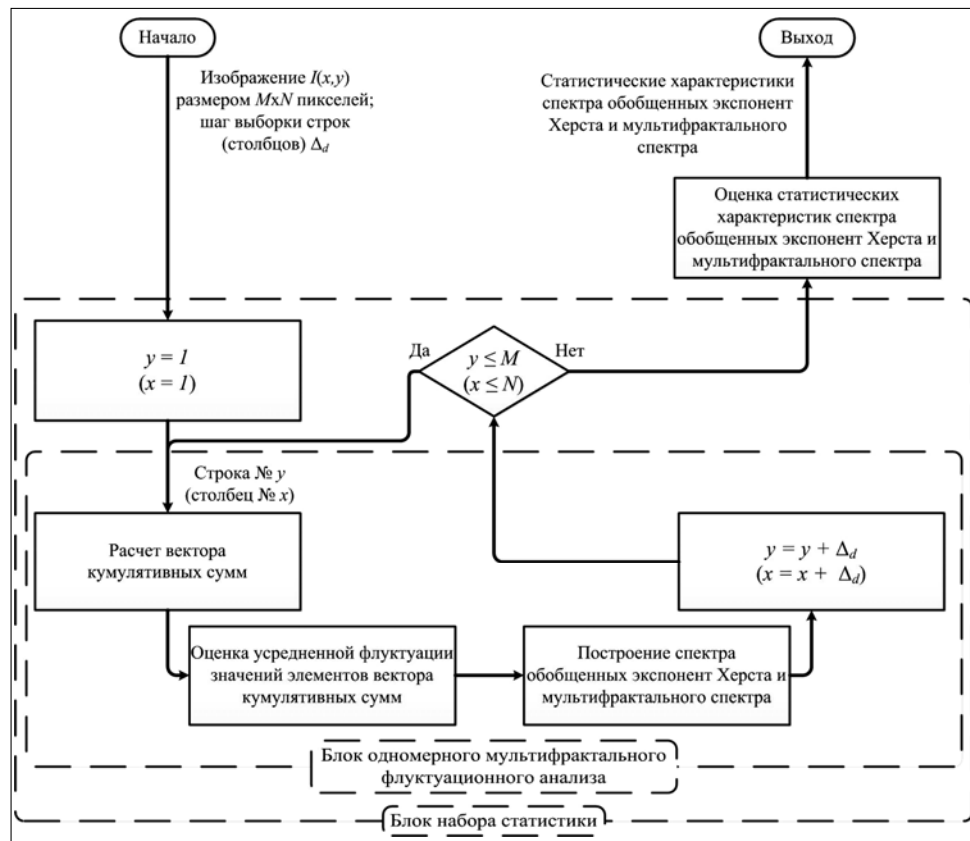 Начало
Выход
Изображение I(x,y)
размером MxN пикселей;
шаг выборки строк
(столбцов) Δd
Статистические характеристики
спектра обобщенных экспонент
Херста и мультифрактального
спектра
Оценка статистических
характеристик спектра
обобщенных экспонент Херста и
мультифрактального спектра
y = 1
(x = 1)
Да
y ≤ M
(x ≤ N)
Нет
Строка № y
(столбец № x)
Расчет вектора
кумулятивных сумм
y = y + Δd
(x = x + Δd)
Оценка усредненной флуктуации
значений элементов вектора
кумулятивных сумм
Построение спектра
обобщенных экспонент Херста и
мультифрактального спектра
Блок одномерного мультифрактального
флуктуационного анализа
Блок набора статистики